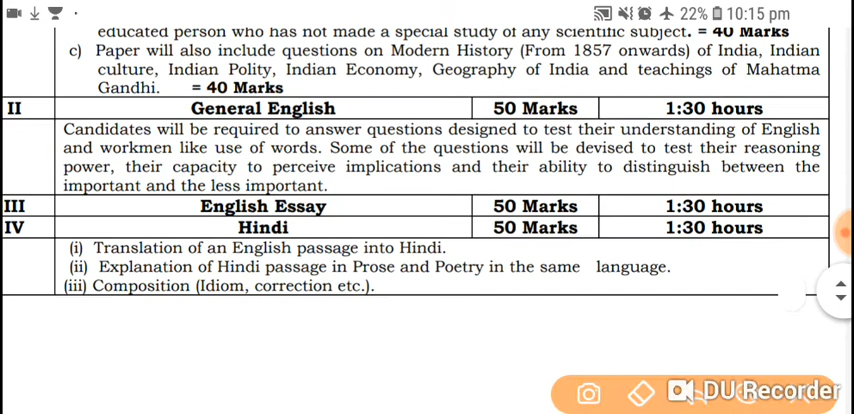 22% 10:15 pm
educated person who has not made a special study of any scientific subject. = 40 Marks
c) Paper will also include questions on Modern History (From 1857 onwards) of India, Indian
culture, Indian Polity, Indian Economy, Geography of India and teachings of Mahatma
Gandhi. = 40 Marks
II General English 50 Marks 1:30 hours
Candidates will be required to answer questions designed to test their understanding of English
and workmen like use of words. Some of the questions will be devised to test their reasoning
power, their capacity to perceive implications and their ability to distinguish between the
important and the less important.
III English Essay 50 Marks 1:30 hours
IV Hindi 50 Marks 1:30 hours
(i) Translation of an English passage into Hindi.
(ii) Explanation of Hindi passage in Prose and Poetry in the same language.
(iii) Composition (Idiom, correction etc.).
DU Recorder